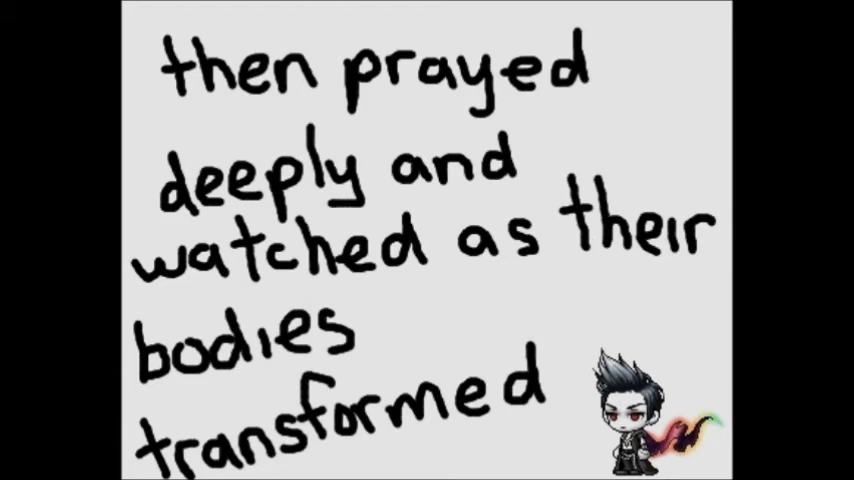 then prayed
deeply and
watched as their
bodies
transformed